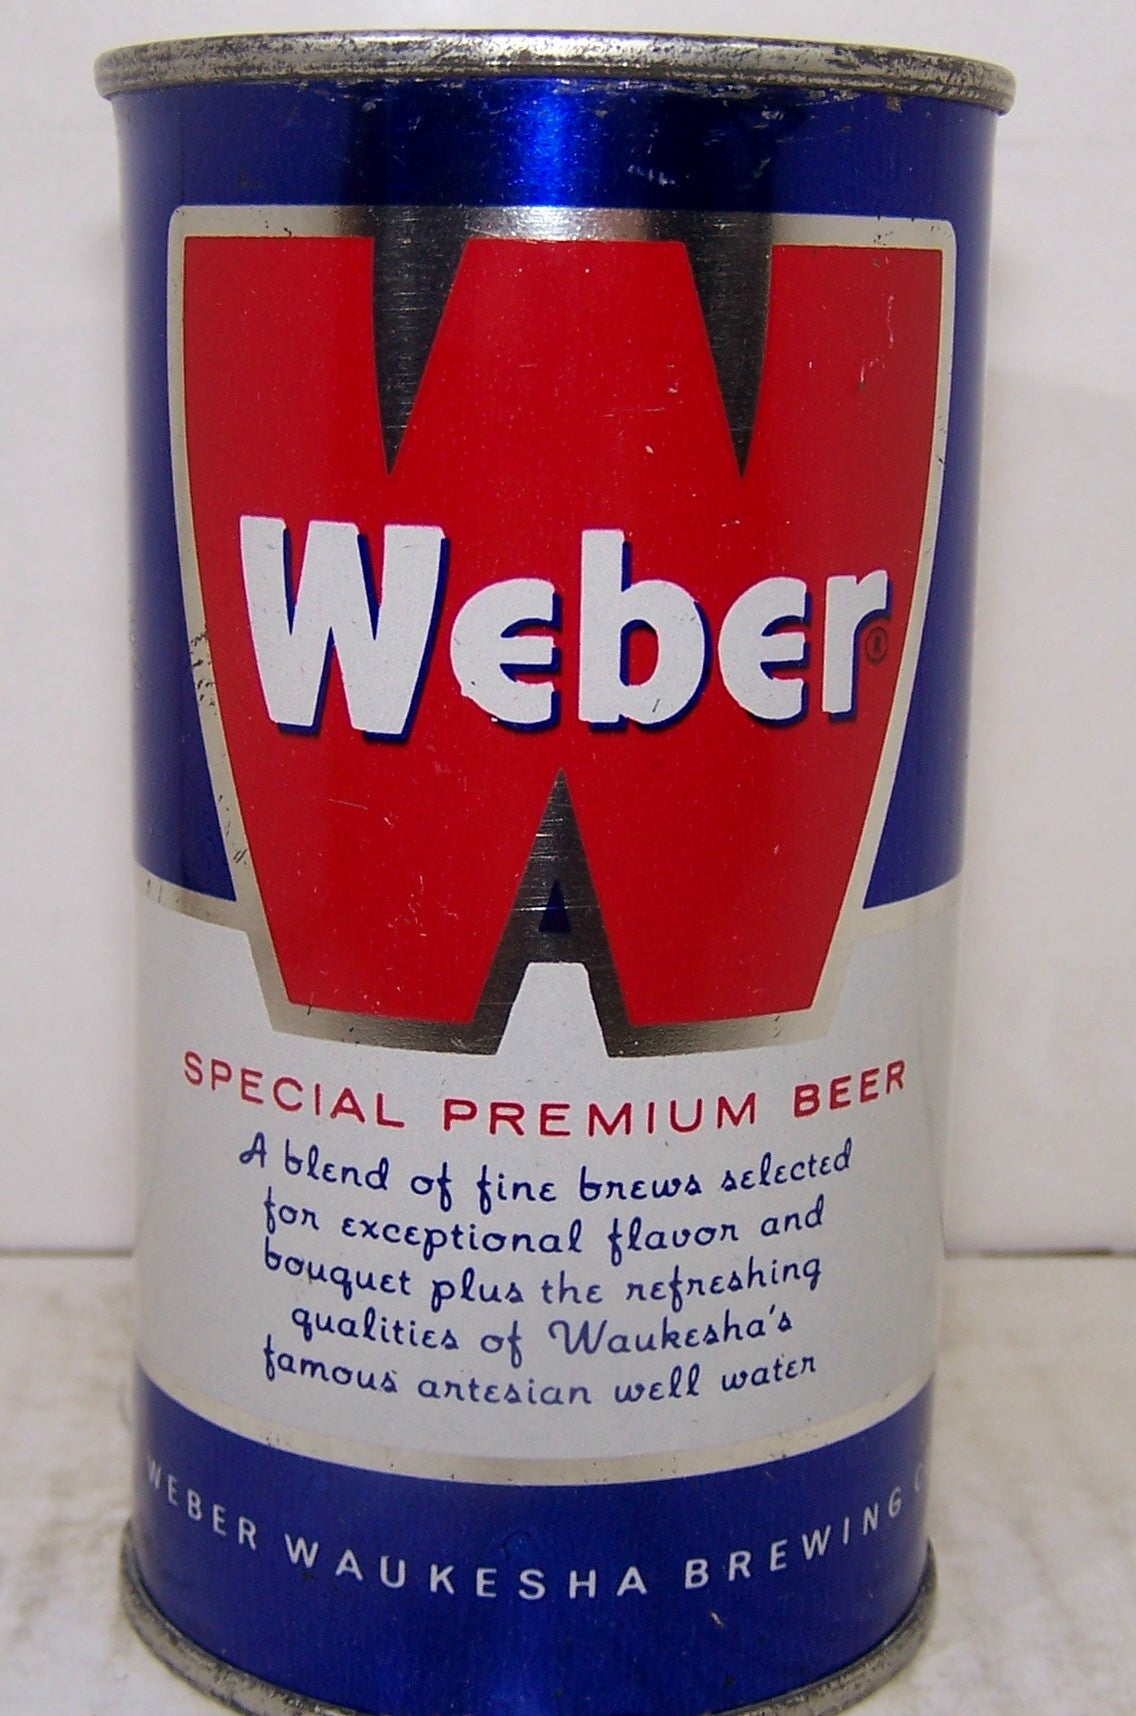 W
Weber®
SPECIAL PREMIUM BEER
A blend of fine brews selected
for exceptional flavor and
bouquet plus the refreshing
qualities of Waukesha's
famous artesian well water
WEBER WAUKESHA BREWING